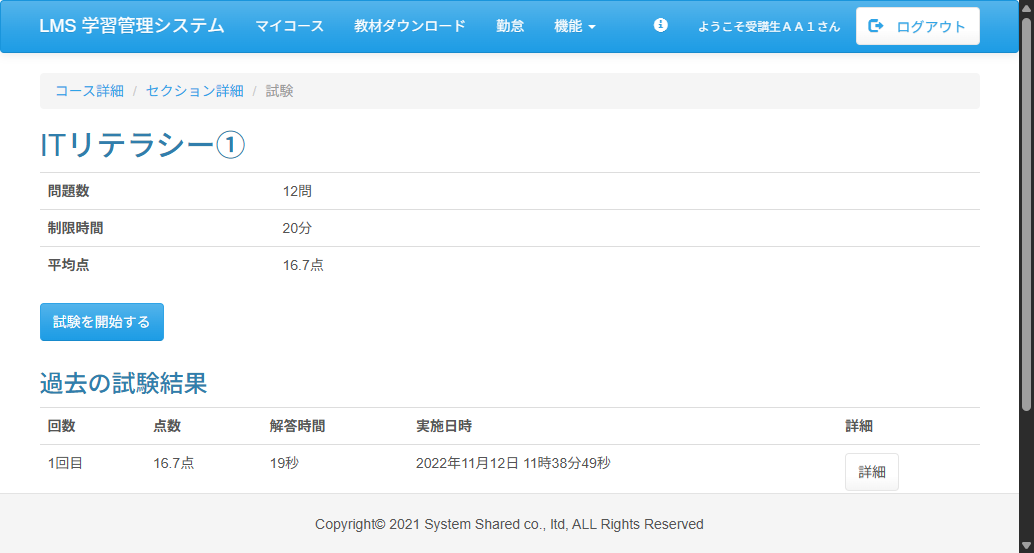 LMS 学習管理システム マイコース 教材ダウンロード 勤怠 機能 ようこそ受講生ＡＡ１さん ログアウト
コース詳細 / セクション詳細 / 試験
ITリテラシー①
問題数 12問
制限時間 20分
平均点 16.7点
試験を開始する
過去の試験結果
回数 点数 解答時間 実施日時 詳細
1回目 16.7点 19秒 2022年11月12日 11時38分49秒 詳細
Copyright© 2021 System Shared co., ltd, ALL Rights Reserved